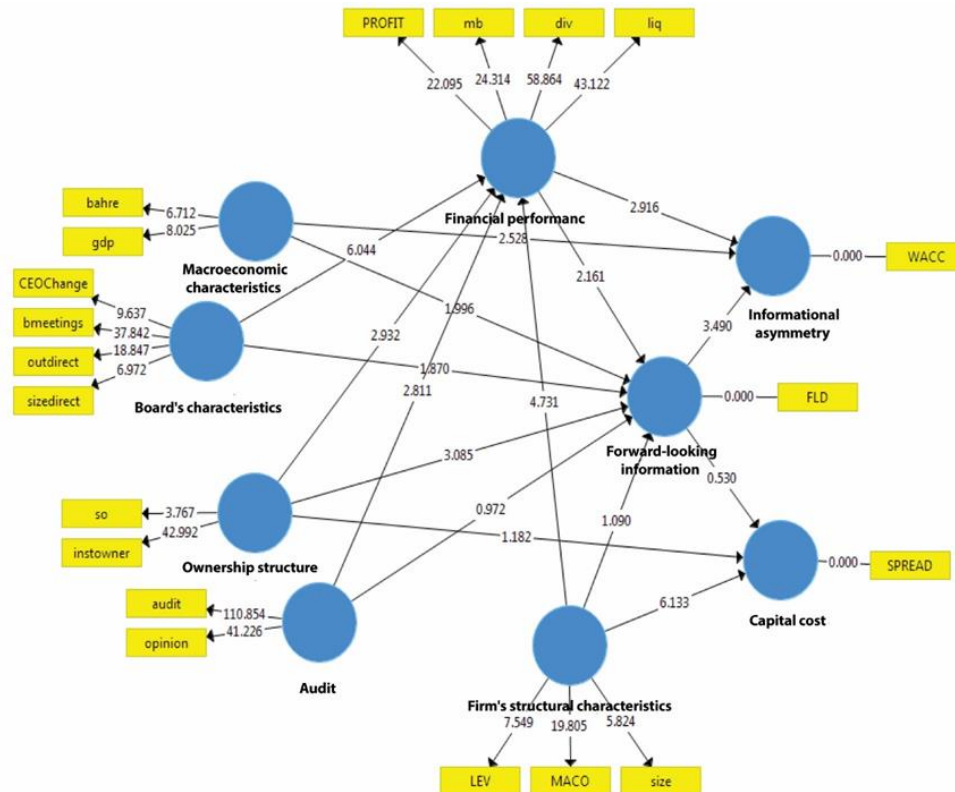 PROFIT
mb
div
liq
22.095
24.314
58.864
43.122
Financial performanc
bahre
gdp
6.712
8.025
Macroeconomic
characteristics
2.916
2.528
6.044
2.161
0.000
WACC
Informational
asymmetry
CEOChange
bmeetings
outdirect
sizedirect
9.637
37.842
18.847
6.972
Board's characteristics
1.996
2.932
1.870
2.811
3.490
4.731
0.000
FLD
Forward-looking
information
0.530
so
instowner
3.767
42.992
Ownership structure
3.085
0.972
1.090
1.182
0.000
SPREAD
Capital cost
6.133
audit
opinion
110.854
41.226
Audit
Firm's structural characteristics
7.549
19.805
5.824
LEV
MACO
size